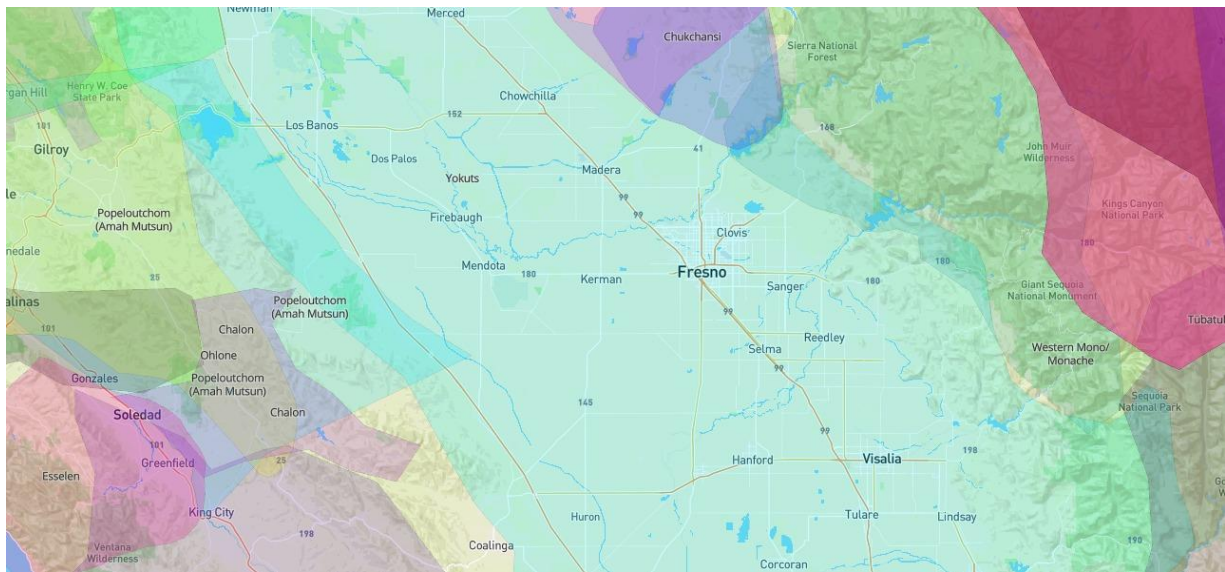 Newman
Merced
Chukchansi
Sierra National
Forest
Henry W. Coe
State Park
rgan Hill
Chowchilla
152
101
Los Banos
168
Gilroy
Dos Palos
41
John Muir
Wilderness
Madera
Yokuts
le
99
99
Kings Canyon
National Park
Popeloutchom
(Amah Mutsun)
Firebaugh
Clovis
180
nedale
Mendota
180
Kerman
Fresno
180
180
25
Sanger
Giant Sequoia
National Monument
alinas
Popeloutchom
(Amah Mutsun)
99
Tübatul
101
Chalon
Reedley
Ohlone
Selma
Western Mono/
Monache
99
Gonzales
Popeloutchom
(Amah Mutsun)
Sequoia
National Park
145
Soledad
Chalon
99
101
198
Greenfield
25
Hanford
Visalia
Esselen
King City
Huron
Tulare
Lindsay
198
190
Coalinga
Ventana
Wilderness
Corcoran